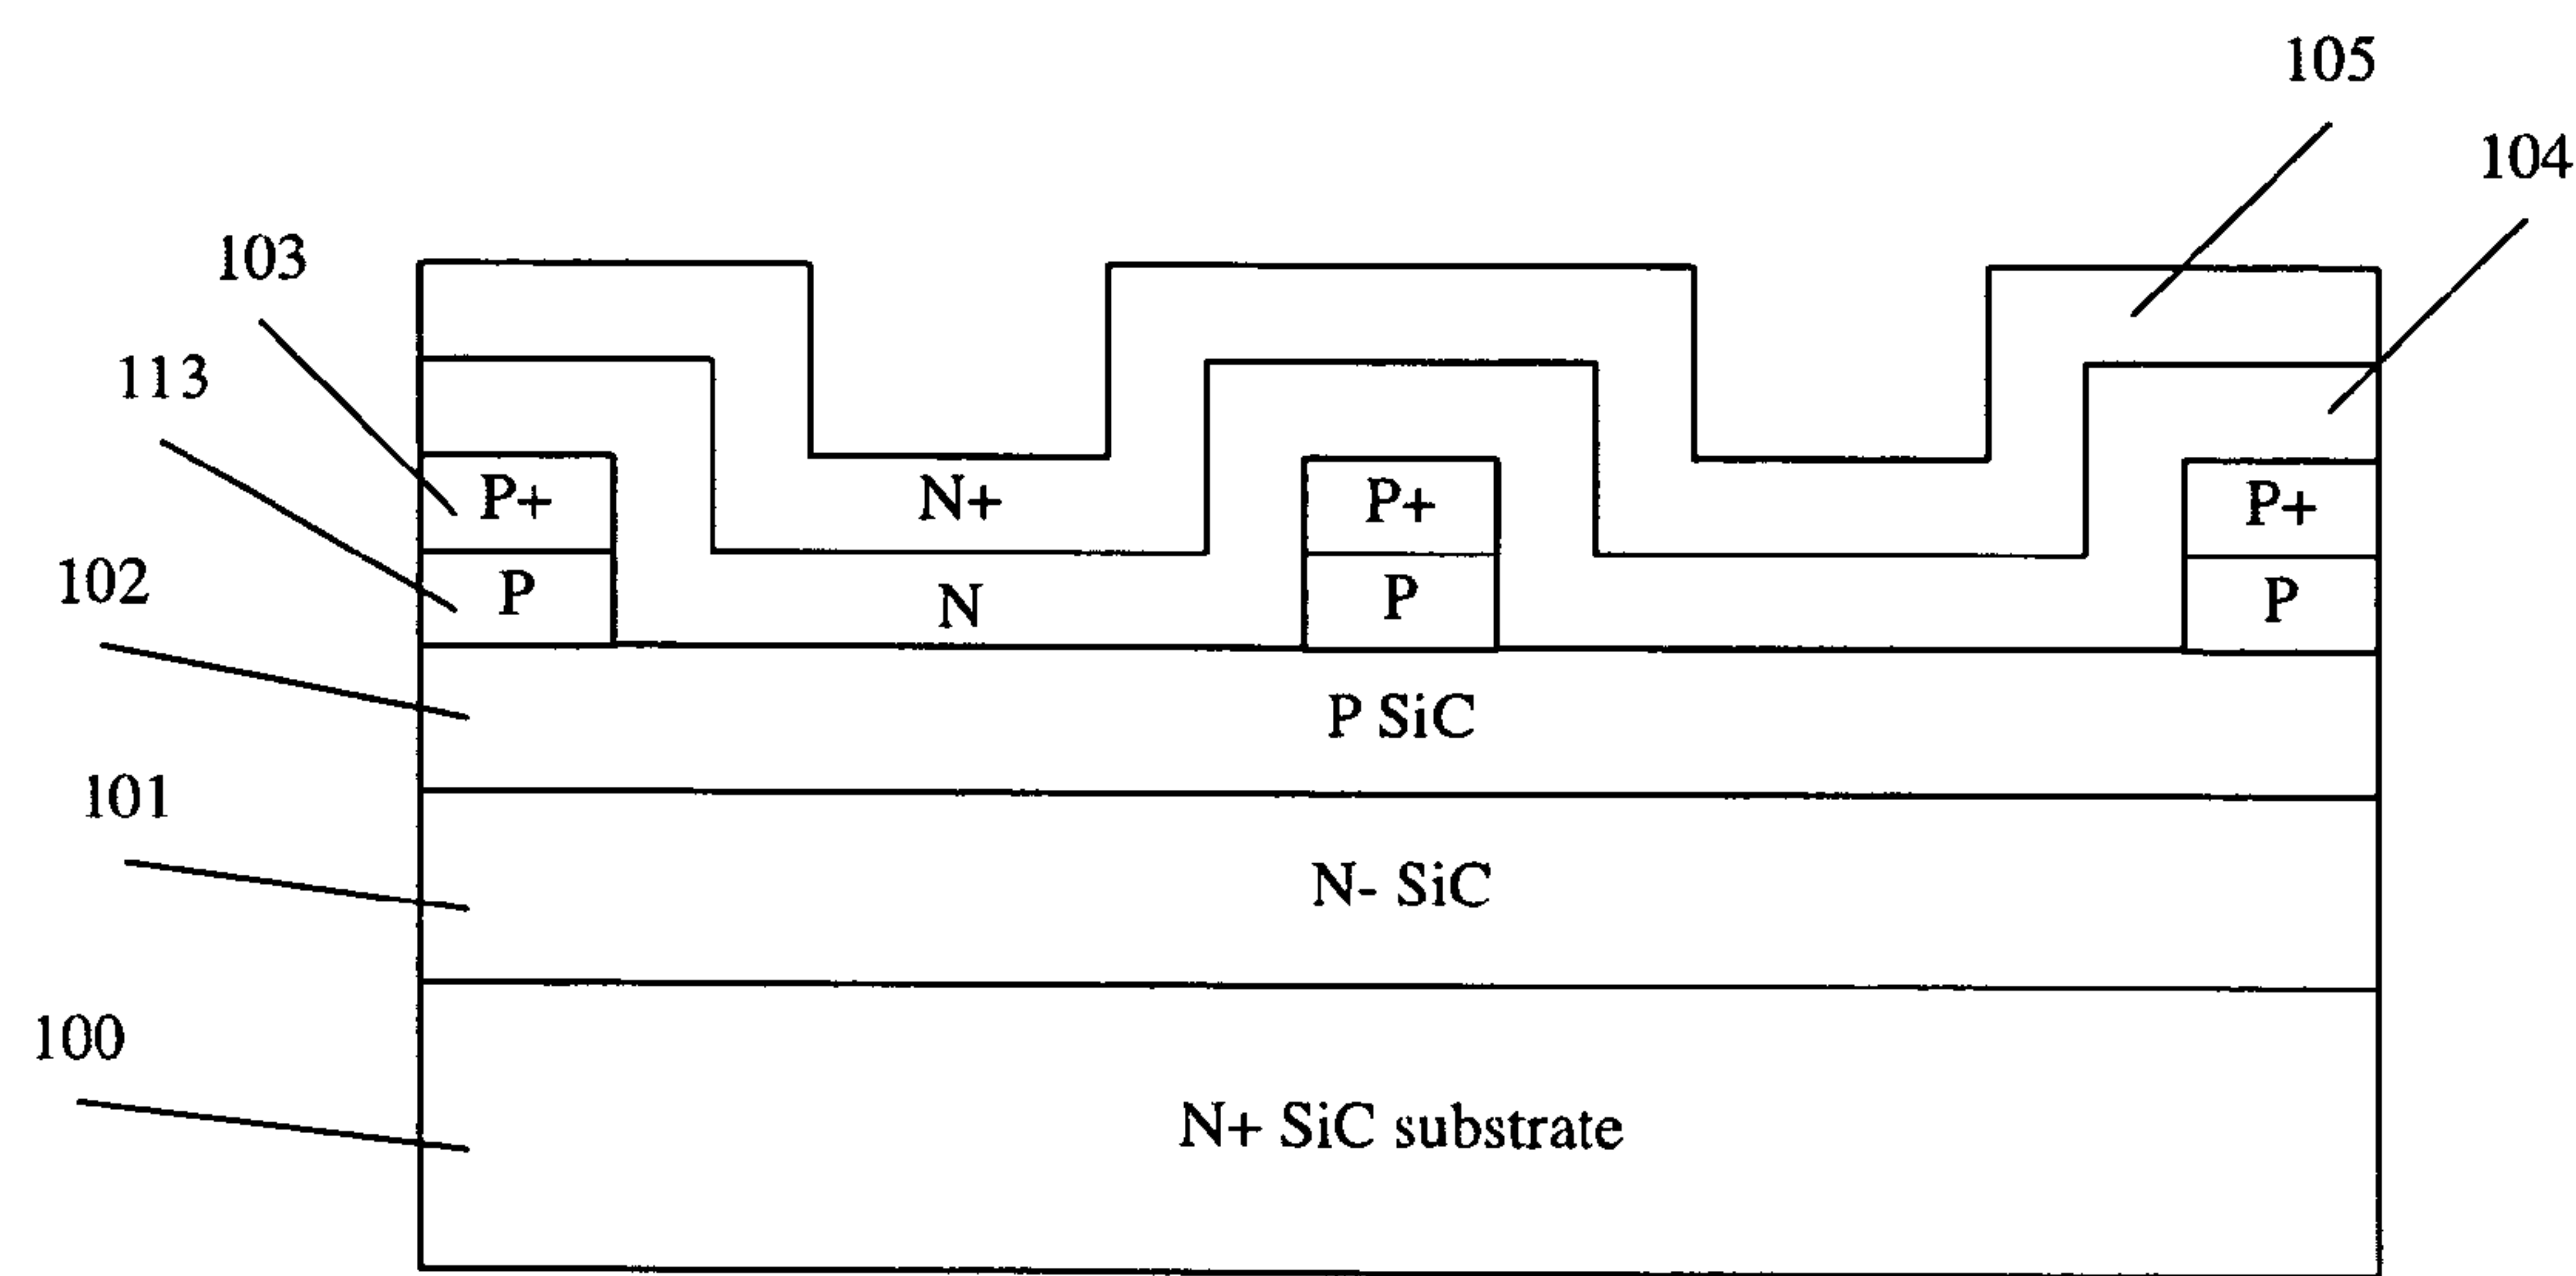 105
104
103
113
P+
N+
P+
P+
102
P
N
P
P
P SiC
101
N- SiC
100
N+ SiC substrate